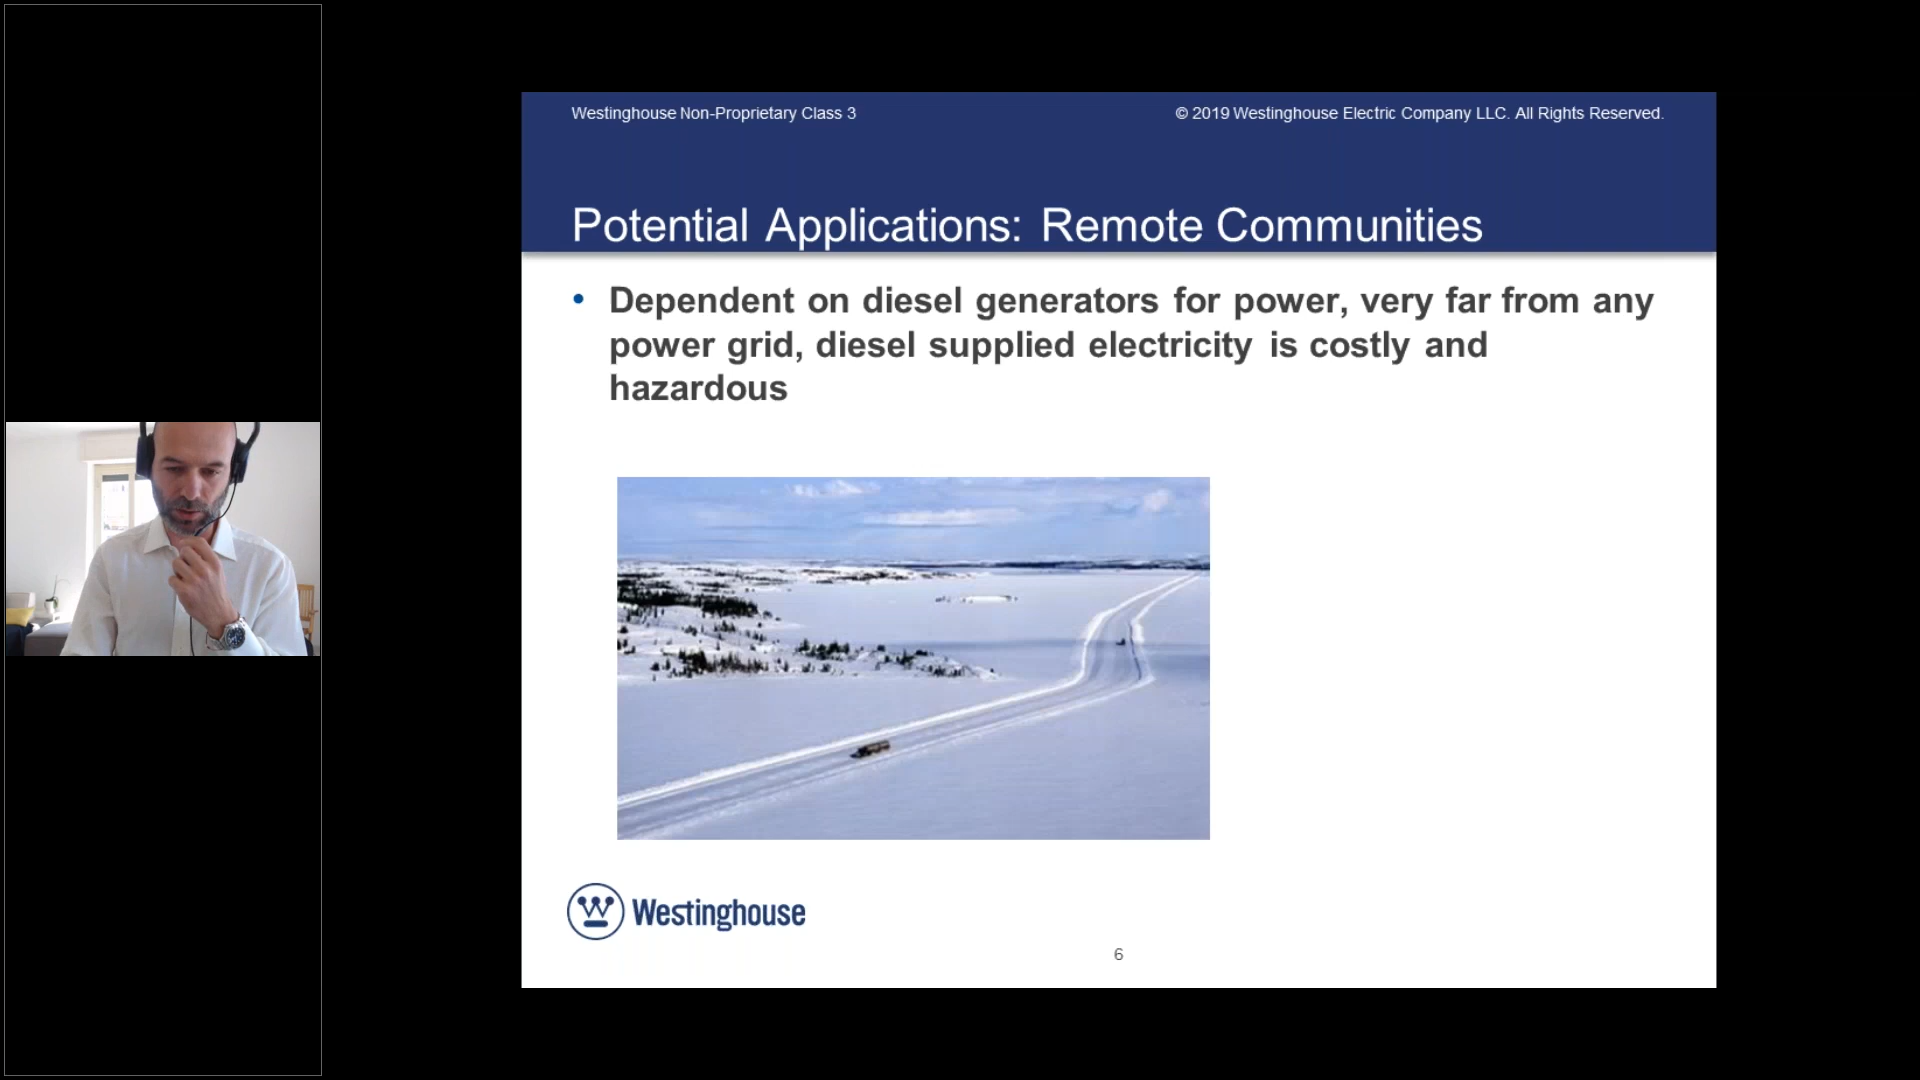 Westinghouse Non-Proprietary Class 3
© 2019 Westinghouse Electric Company LLC. All Rights Reserved.
Potential Applications: Remote Communities
• Dependent on diesel generators for power, very far from any
power grid, diesel supplied electricity is costly and
hazardous
Westinghouse
6